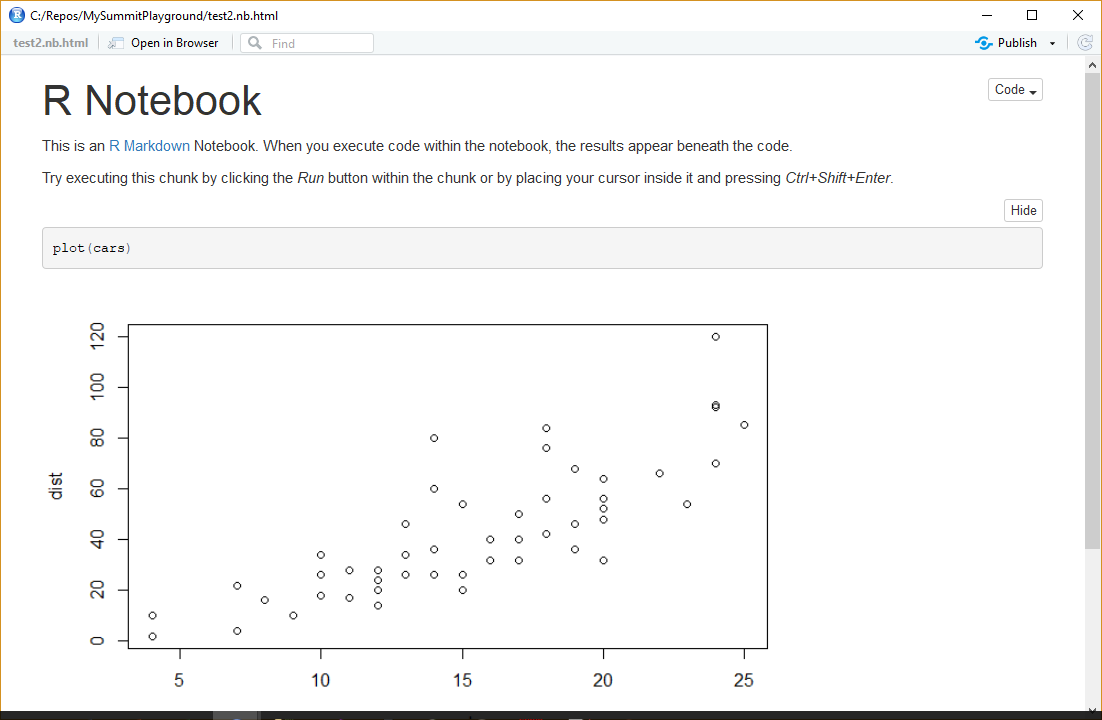 C:/Repos/MySummitPlayground/test2.nb.html
test2.nb.html Open in Browser Find Publish
R Notebook
Code
This is an R Markdown Notebook. When you execute code within the notebook, the results appear beneath the code.
Try executing this chunk by clicking the Run button within the chunk or by placing your cursor inside it and pressing Ctrl+Shift+Enter.
Hide
plot(cars)
120
100
80
60
40
20
0
dist
5 10 15 20 25